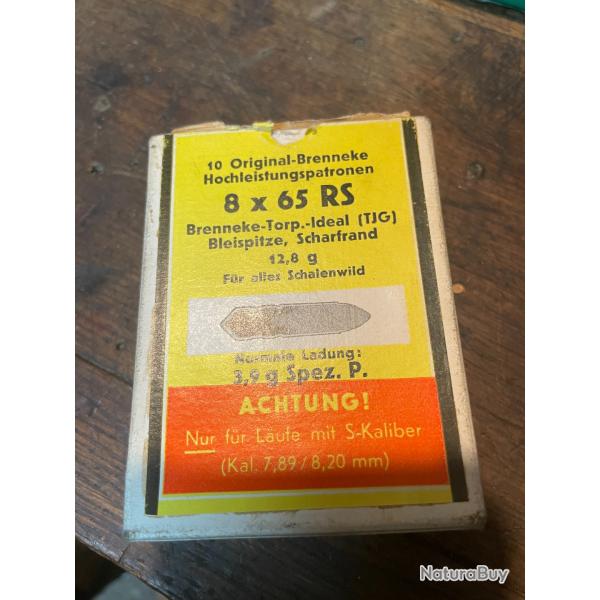 10 Original-Brenneke
Hochleistungspatronen
8 x 65 RS
Brenneke-Torp.-Ideal (TJG)
Bleispitze, Scharfrand
12,8 g
Für alles Schalenwild
Normale Ladung:
3,9 g Spez. P.
ACHTUNG!
Nur für Läufe mit S-Kaliber
(Kal. 7,89/8,20 mm)
NaturaBuy